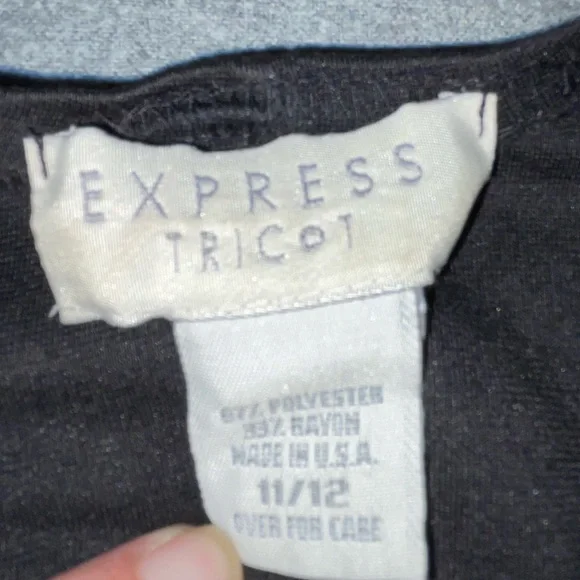 EXPRESS
TRICOT
67% POLYESTER
33% RAYON
MADE IN U.S.A.
11/12
OVER FOR CARE